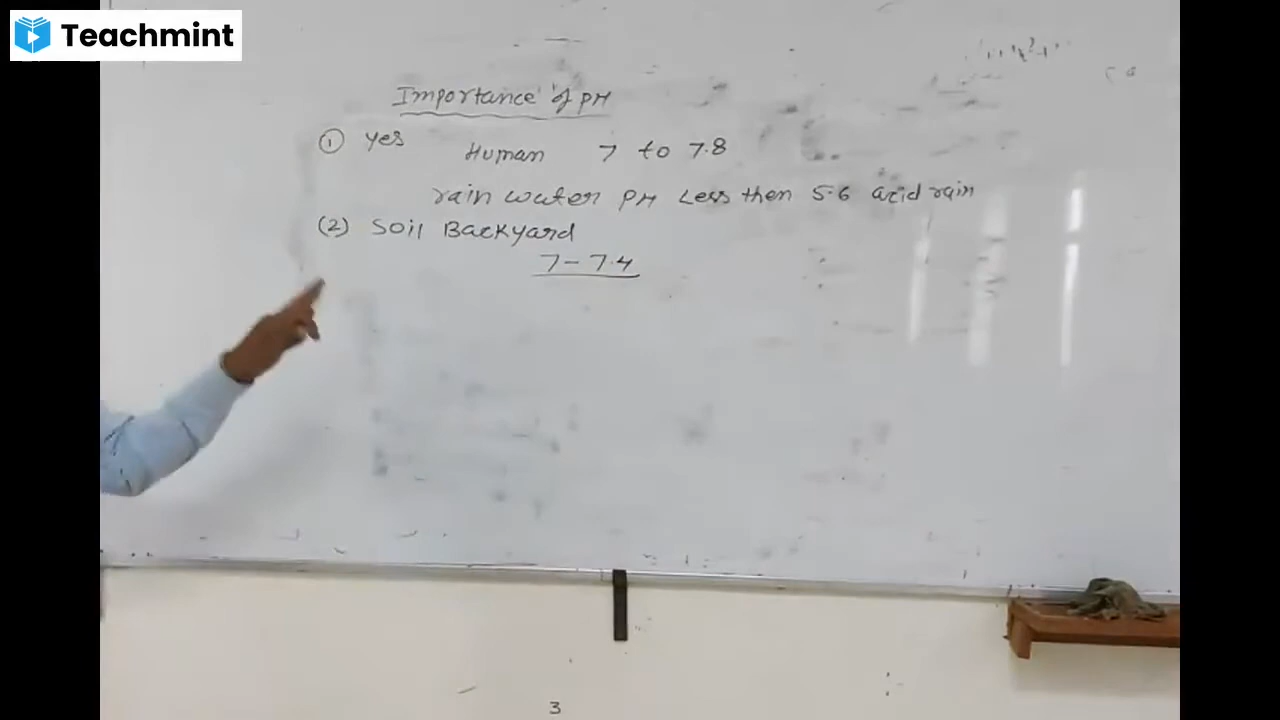 Teachmint
Importance of PH
① Yes
Human 7 to 7.8
rain water PH Less then 5.6 acid rain
(2) Soil Backyard
7 - 7.4
3